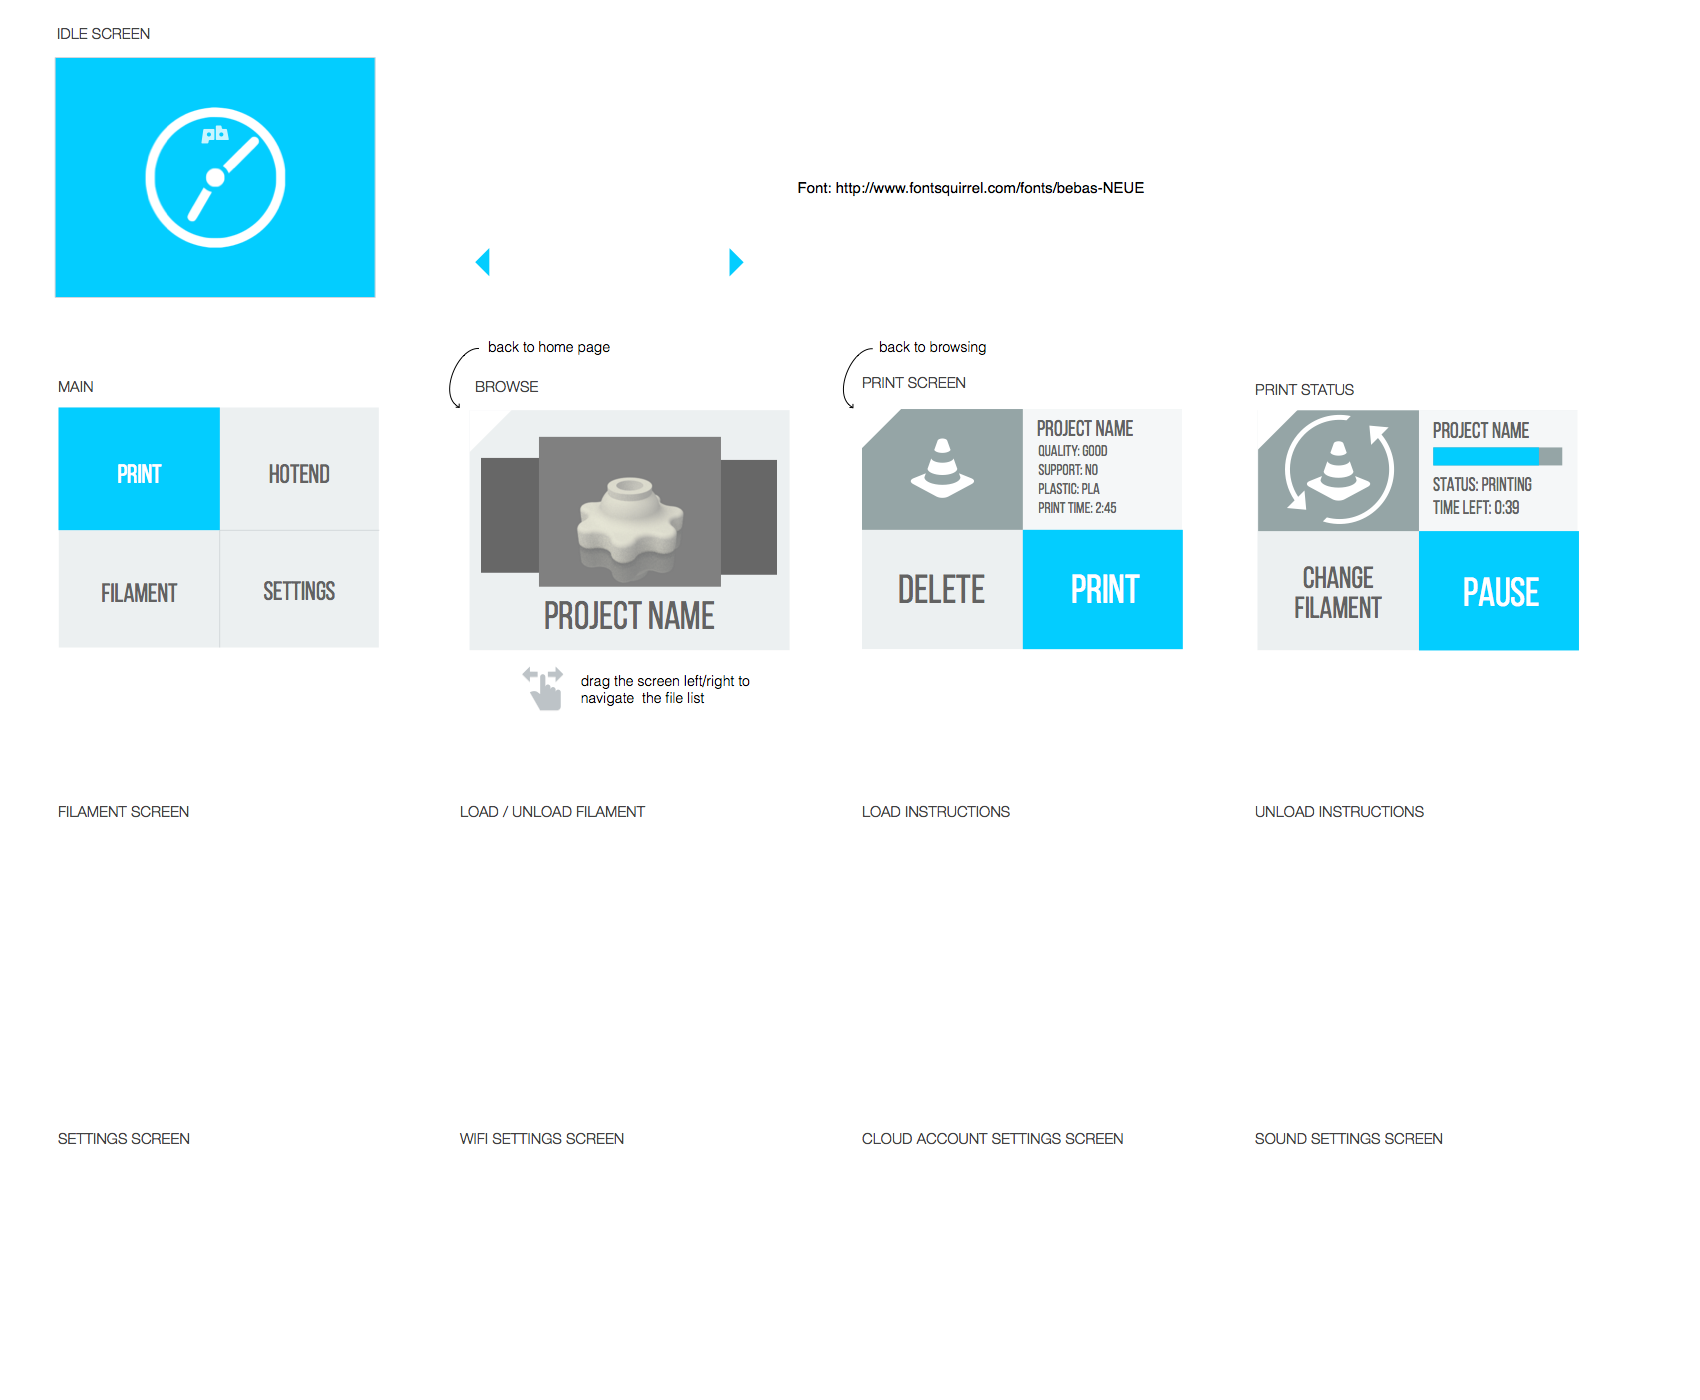 IDLE SCREEN
pb
Font: http://www.fontsquirrel.com/fonts/bebas-NEUE
back to home page
back to browsing
MAIN
BROWSE
PRINT SCREEN
PRINT STATUS
PRINT
HOTEND
FILAMENT
SETTINGS
PROJECT NAME
PROJECT NAME
QUALITY: GOOD
SUPPORT: NO
PLASTIC: PLA
PRINT TIME: 2:45
DELETE
PRINT
PROJECT NAME
STATUS: PRINTING
TIME LEFT: 0:39
CHANGE
FILAMENT
PAUSE
drag the screen left/right to
navigate the file list
FILAMENT SCREEN
LOAD / UNLOAD FILAMENT
LOAD INSTRUCTIONS
UNLOAD INSTRUCTIONS
SETTINGS SCREEN
WIFI SETTINGS SCREEN
CLOUD ACCOUNT SETTINGS SCREEN
SOUND SETTINGS SCREEN